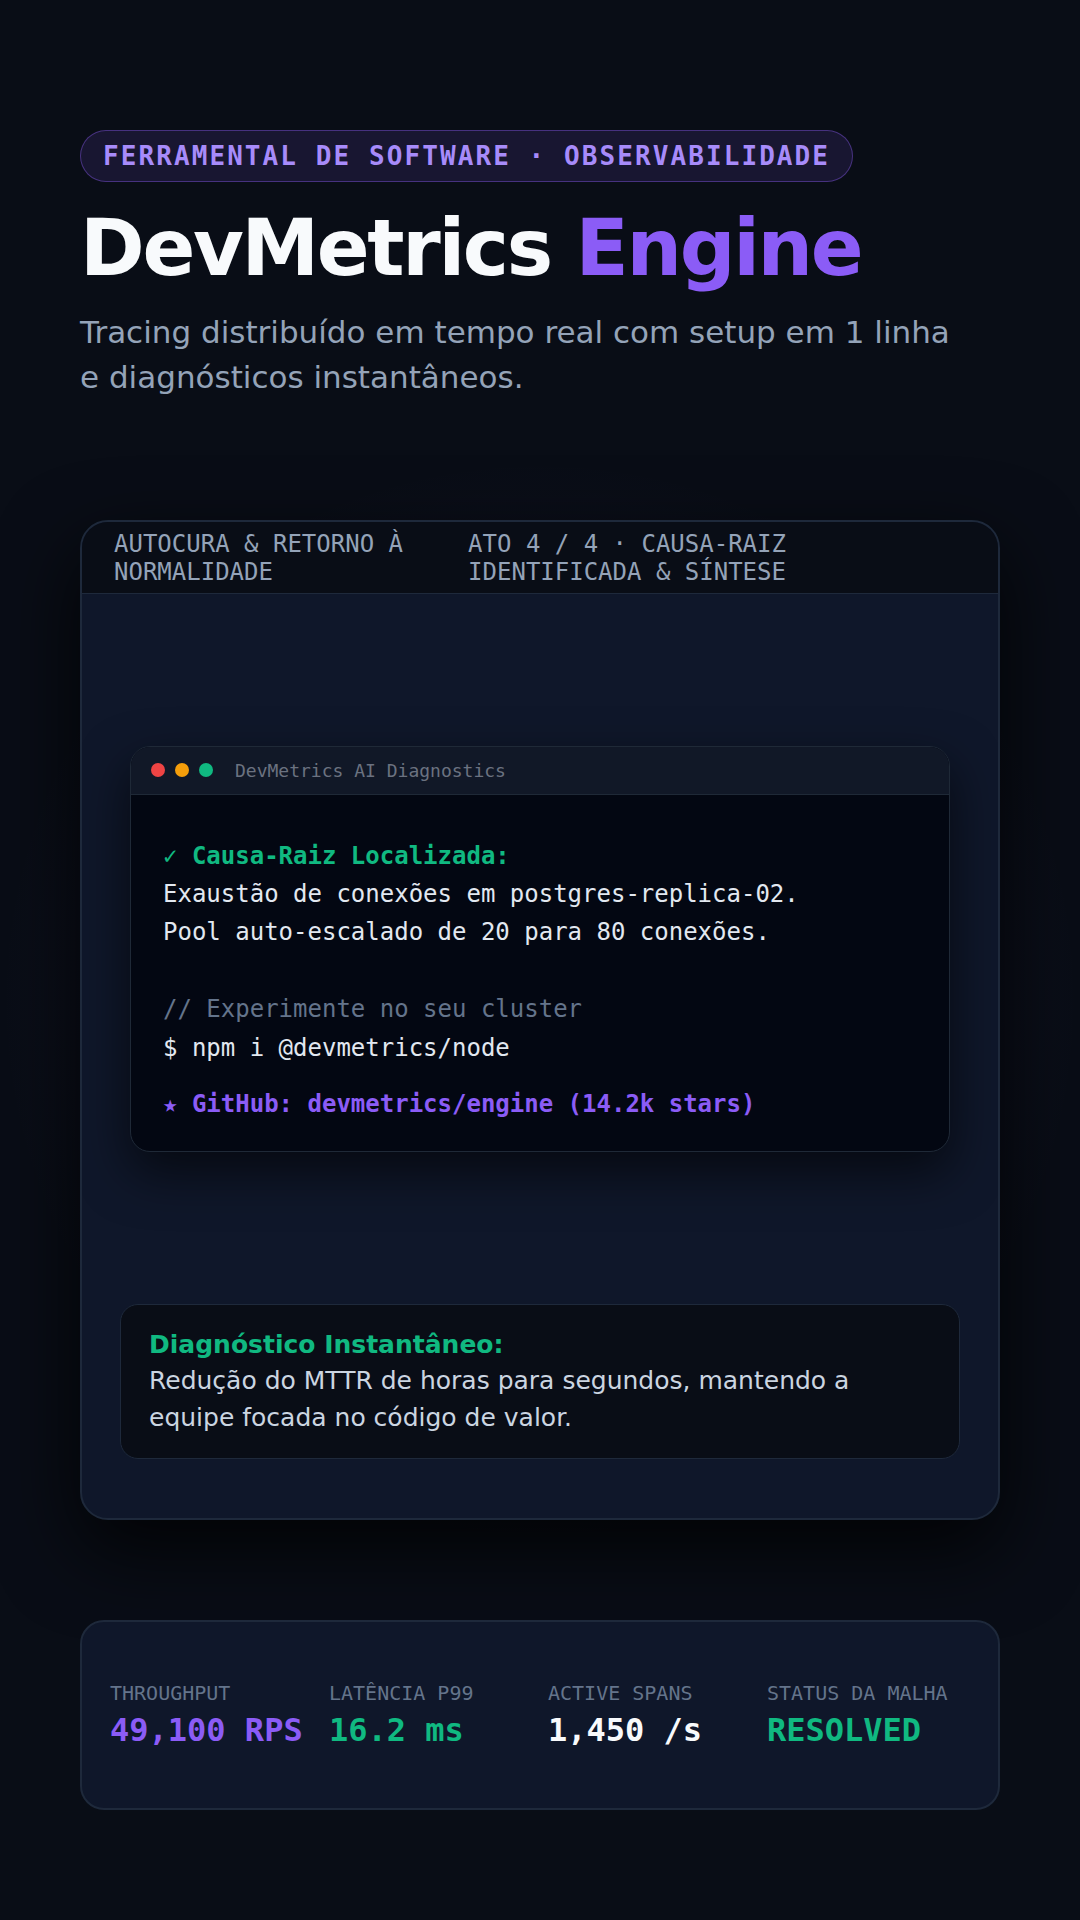 FERRAMENTAL DE SOFTWARE · OBSERVABILIDADE
DevMetrics Engine
Tracing distribuído em tempo real com setup em 1 linha
e diagnósticos instantâneos.
AUTOCURA & RETORNO À
NORMALIDADE
ATO 4 / 4 · CAUSA-RAIZ
IDENTIFICADA & SÍNTESE
DevMetrics AI Diagnostics
✓ Causa-Raiz Localizada:
Exaustão de conexões em postgres-replica-02.
Pool auto-escalado de 20 para 80 conexões.
// Experimente no seu cluster
$ npm i @devmetrics/node
★ GitHub: devmetrics/engine (14.2k stars)
Diagnóstico Instantâneo:
Redução do MTTR de horas para segundos, mantendo a
equipe focada no código de valor.
THROUGHPUT
49,100 RPS
LATÊNCIA P99
16.2 ms
ACTIVE SPANS
1,450 /s
STATUS DA MALHA
RESOLVED